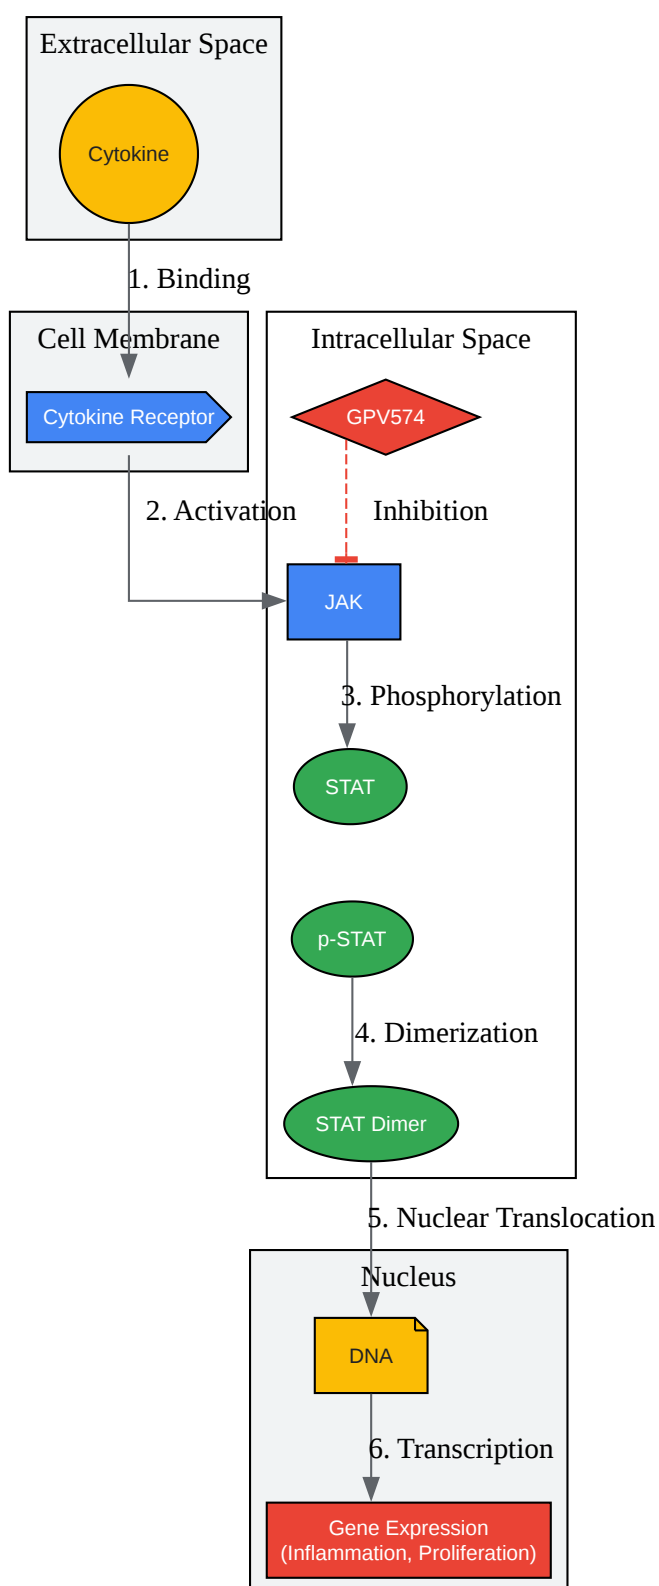 Extracellular Space
Cytokine
1. Binding
Cell Membrane
Cytokine Receptor
Intracellular Space
GPV574
2. Activation
Inhibition
JAK
3. Phosphorylation
STAT
p-STAT
4. Dimerization
STAT Dimer
5. Nuclear Translocation
Nucleus
DNA
6. Transcription
Gene Expression
(Inflammation, Proliferation)